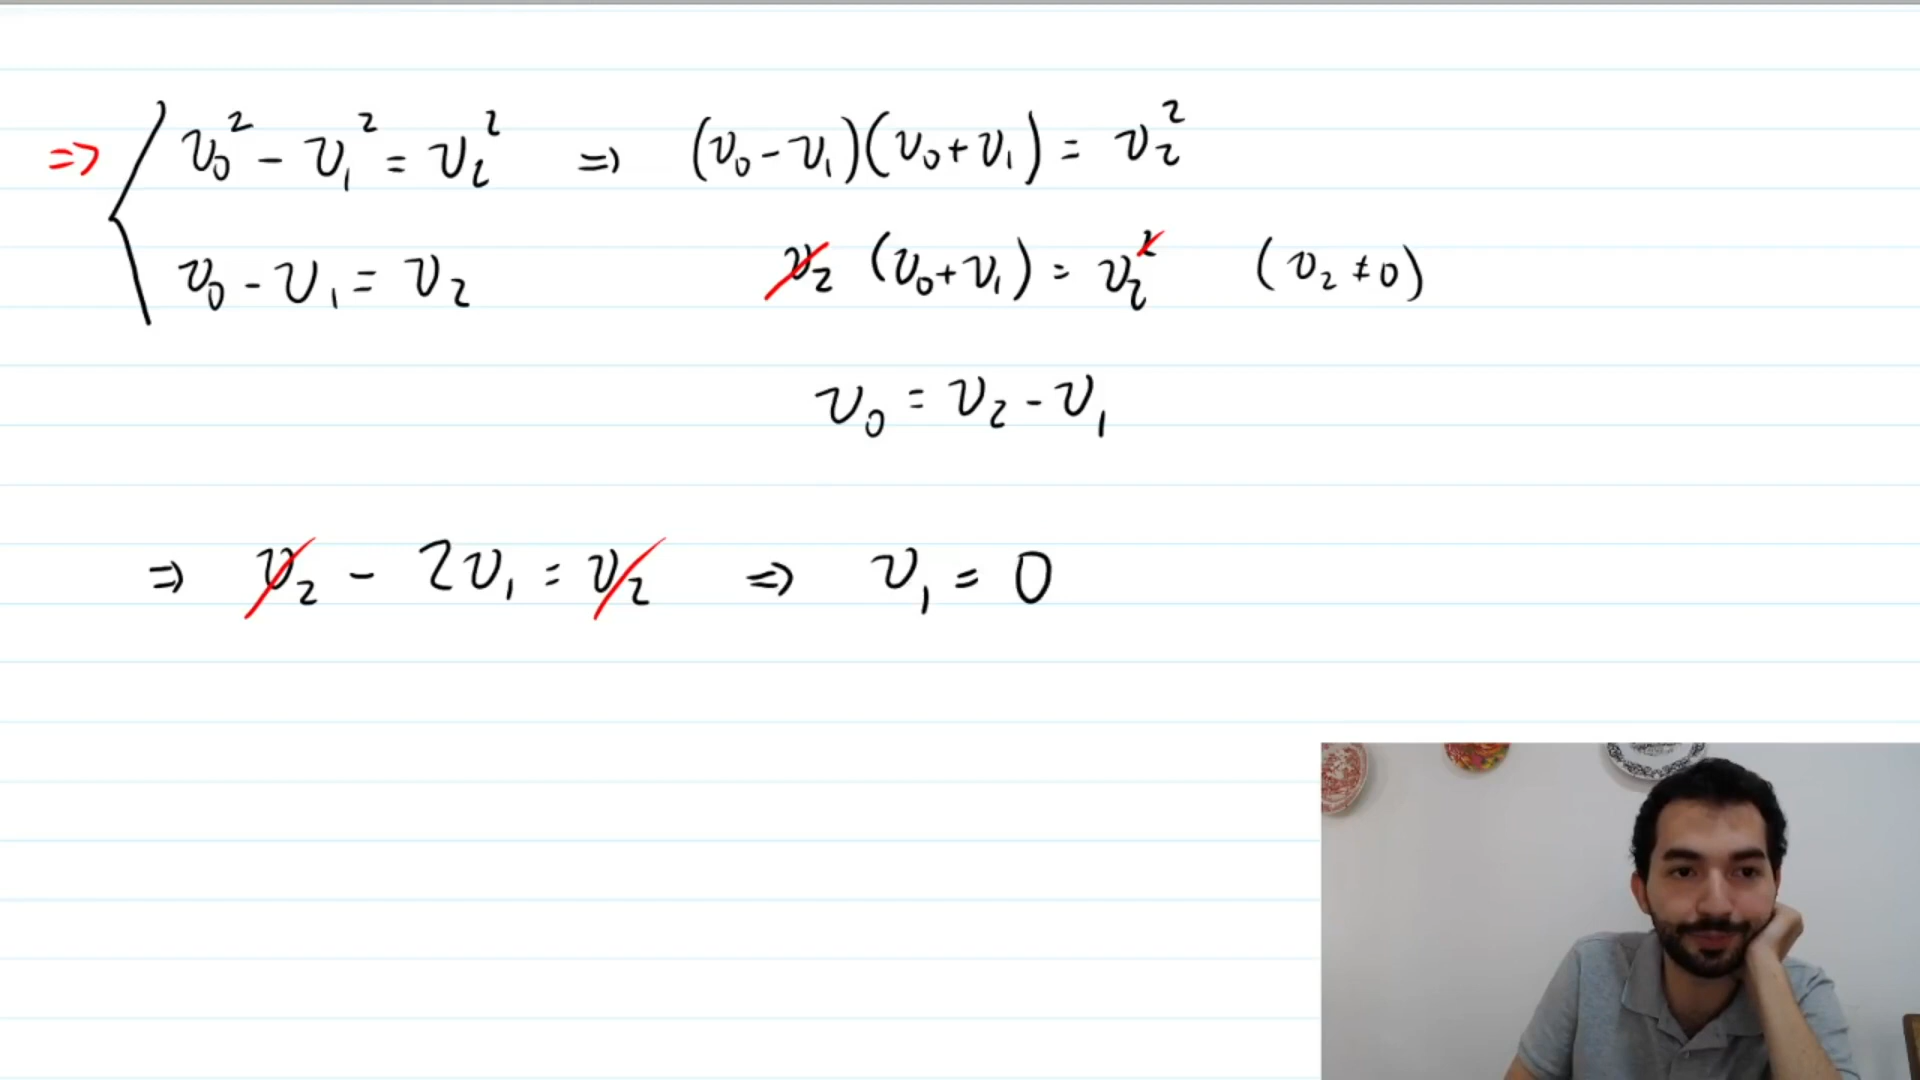 => { v₀² - v₁² = v₂² => (v₀ - v₁)(v₀ + v₁) = v₂²
v₀ - v₁ = v₂
v₂ (v₀ + v₁) = v₂² (v₂ ≠ 0)
v₀ = v₂ - v₁
=> v₂ - 2v₁ = v₂ => v₁ = 0